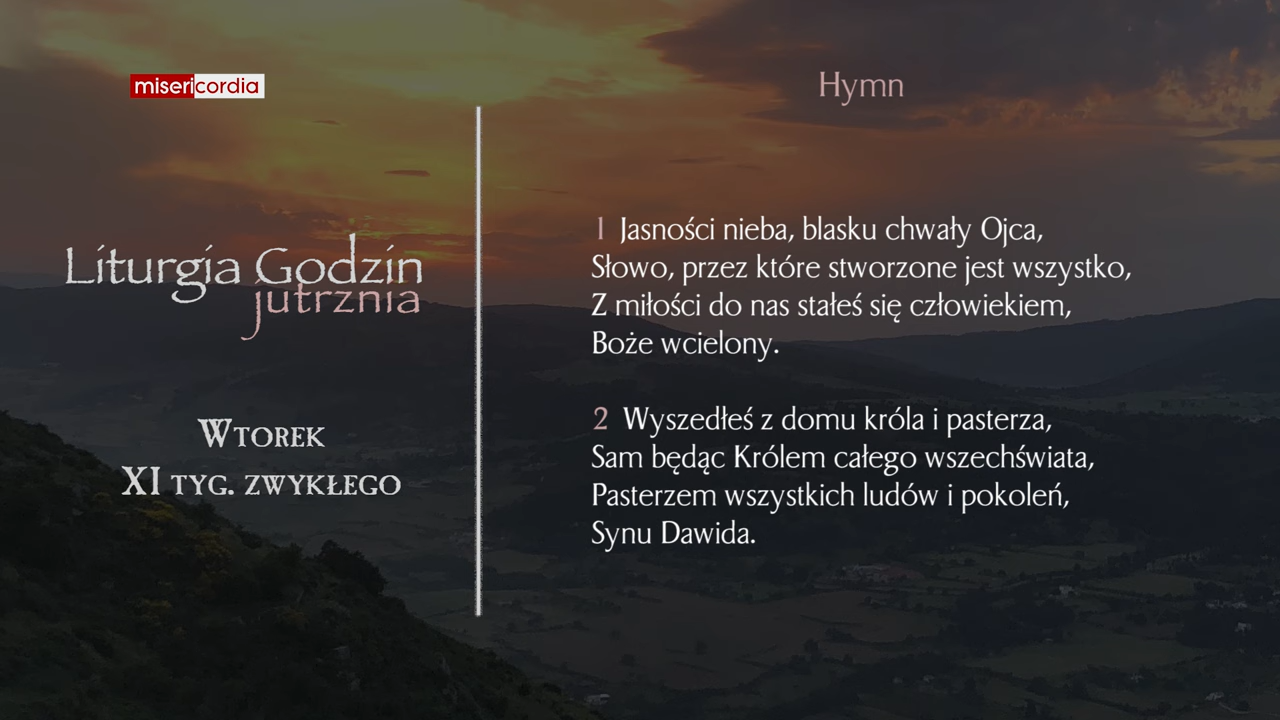 misericordia
Liturgia Godzin
jutrznia
Wtorek
XI tyg. zwykłego
Hymn
1 Jasności nieba, blasku chwały Ojca,
Słowo, przez które stworzone jest wszystko,
Z miłości do nas stałeś się człowiekiem,
Boże wcielony.
2 Wyszedłeś z domu króla i pasterza,
Sam będąc Królem całego wszechświata,
Pasterzem wszystkich ludów i pokoleń,
Synu Dawida.